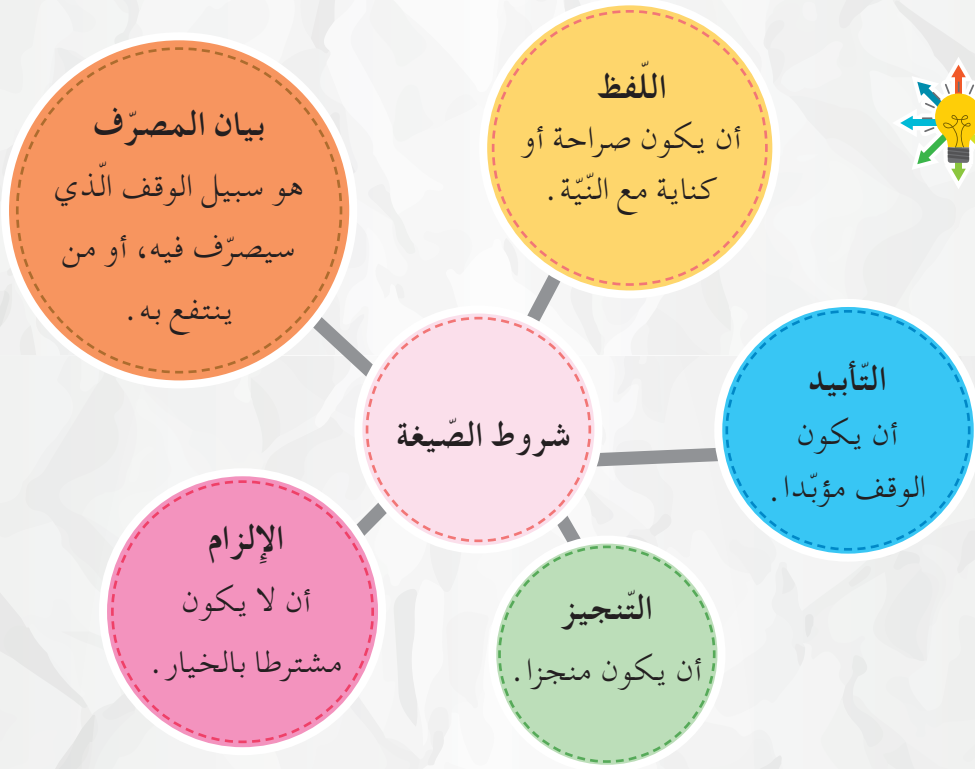 شروط الصّيغة
اللّفظ
أن يكون صراحة أو
كناية مع النّيّة.
التّأبيد
أن يكون
الوقف مؤبّدا.
التّنجيز
أن يكون منجزا.
الإلزام
أن لا يكون
مشترطا بالخيار.
بيان المصرّف
هو سبيل الوقف الّذي
سيصرّف فيه، أو من
ينتفع به.